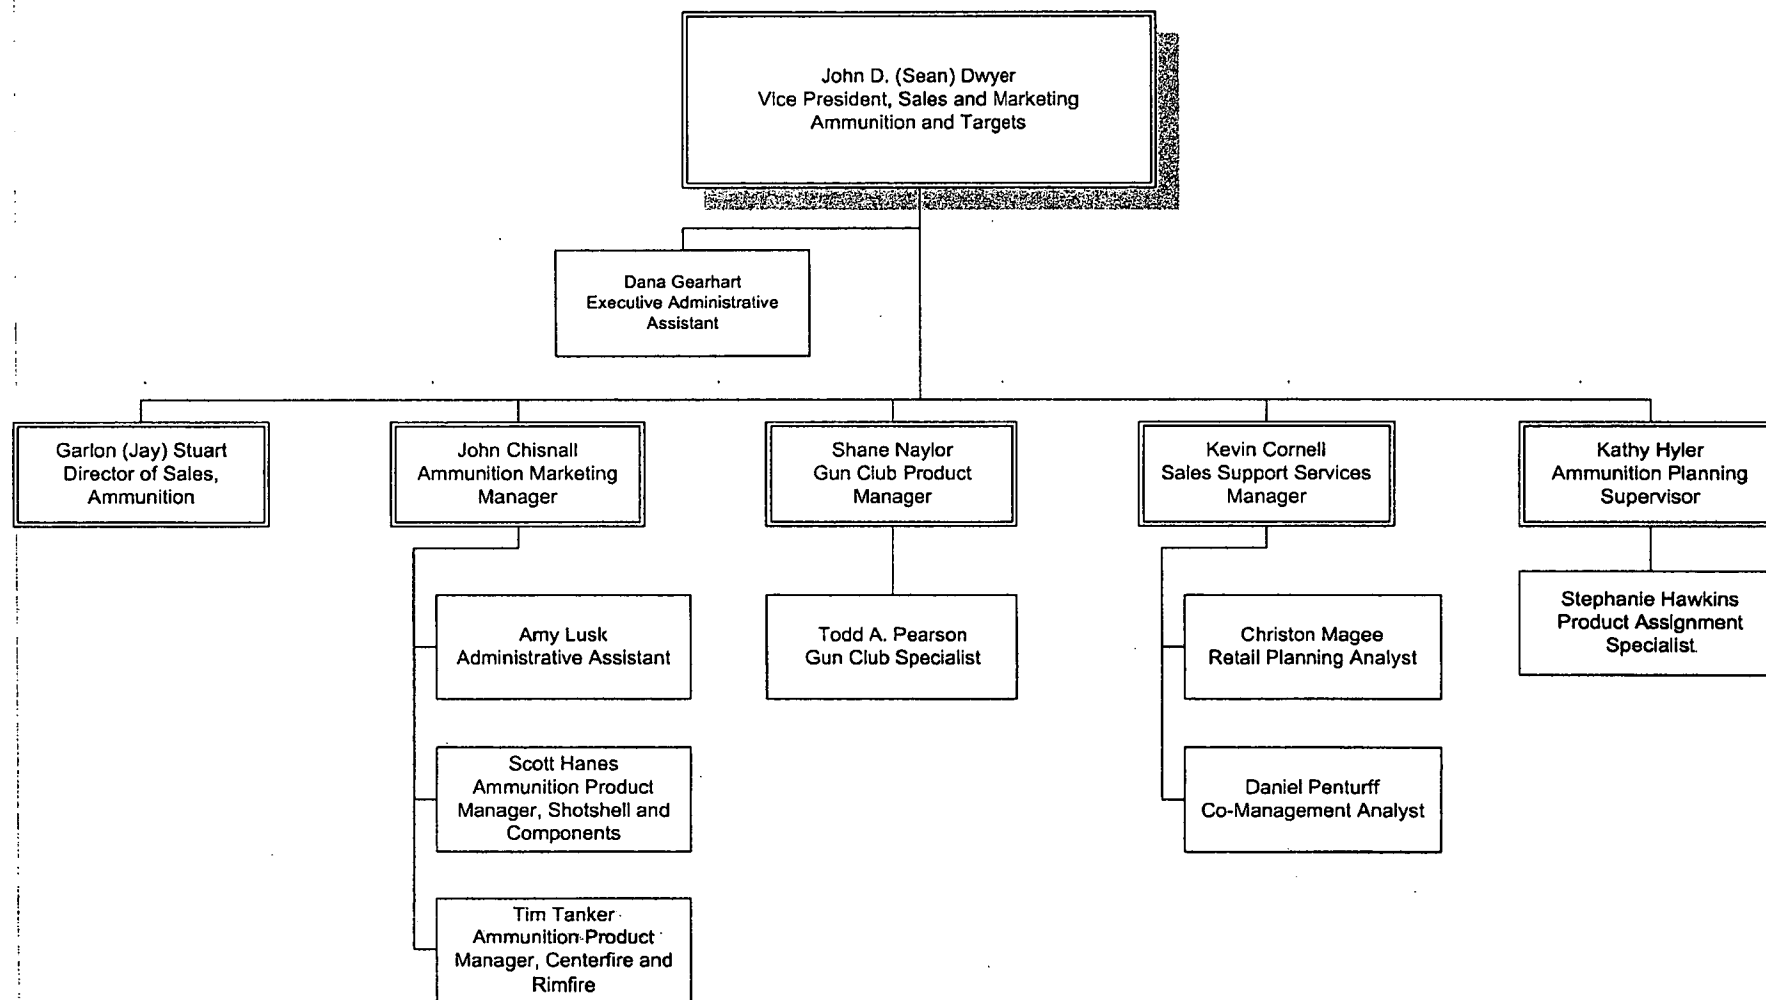 John D. (Sean) Dwyer
Vice President, Sales and Marketing
Ammunition and Targets
Dana Gearhart
Executive Administrative
Assistant
Garlon (Jay) Stuart
Director of Sales,
Ammunition
John Chisnall
Ammunition Marketing
Manager
Shane Naylor
Gun Club Product
Manager
Kevin Cornell
Sales Support Services
Manager
Kathy Hyler
Ammunition Planning
Supervisor
Amy Lusk
Administrative Assistant
Scott Hanes
Ammunition Product
Manager, Shotshell and
Components
Tim Tanker
Ammunition Product
Manager, Centerfire and
Rimfire
Todd A. Pearson
Gun Club Specialist
Christon Magee
Retail Planning Analyst
Daniel Penturff
Co-Management Analyst
Stephanie Hawkins
Product Assignment
Specialist